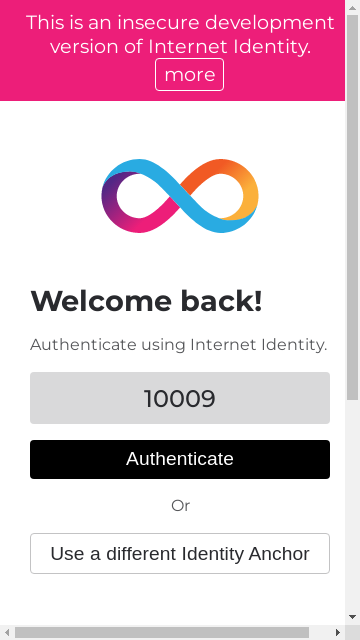 This is an insecure development
version of Internet Identity.
more
Welcome back!
Authenticate using Internet Identity.
10009
Authenticate
Or
Use a different Identity Anchor